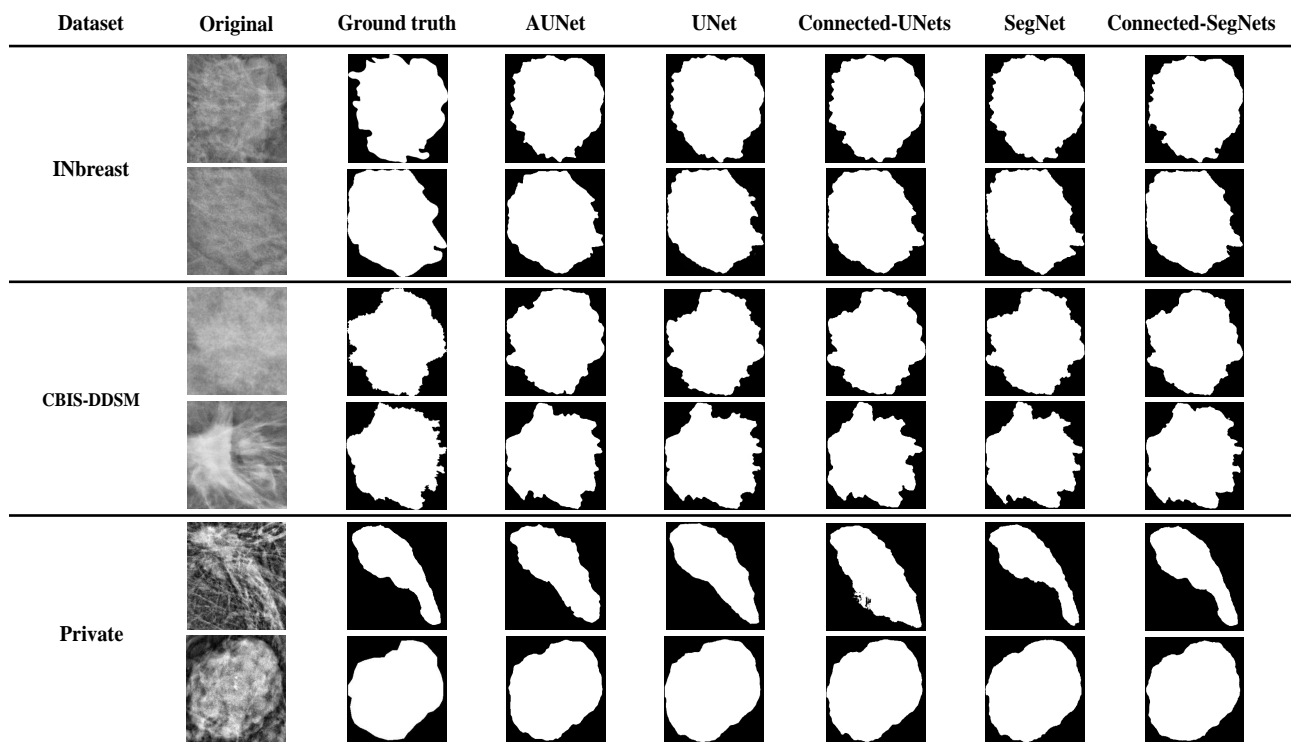 Dataset Original Ground truth AUNet UNet Connected-UNets SegNet Connected-SegNets
INbreast
CBIS-DDSM
Private